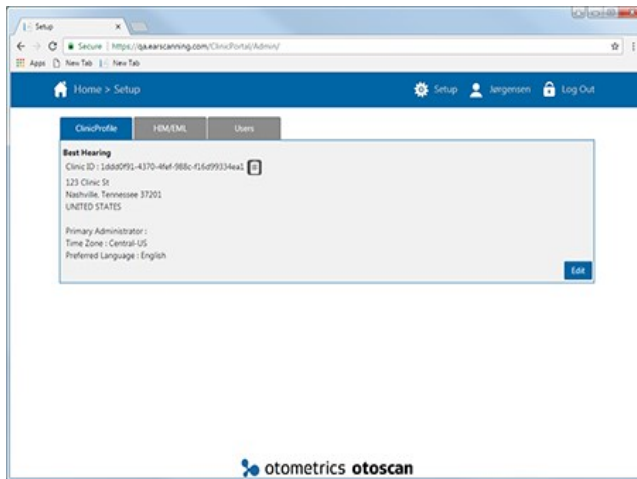 Setup
Secure | https://qa.earscanning.com/ClinicPortal/Admin/
Apps New Tab New Tab
Home > Setup Setup Jørgensen Log Out
ClinicProfile HIM/EML Users
Best Hearing
Clinic ID : 1ddd0f91-4370-4fef-988c-f16d99334ea1
123 Clinic St
Nashville, Tennessee 37201
UNITED STATES
Primary Administrator :
Time Zone : Central-US
Preferred Language : English
Edit
otometrics otoscan